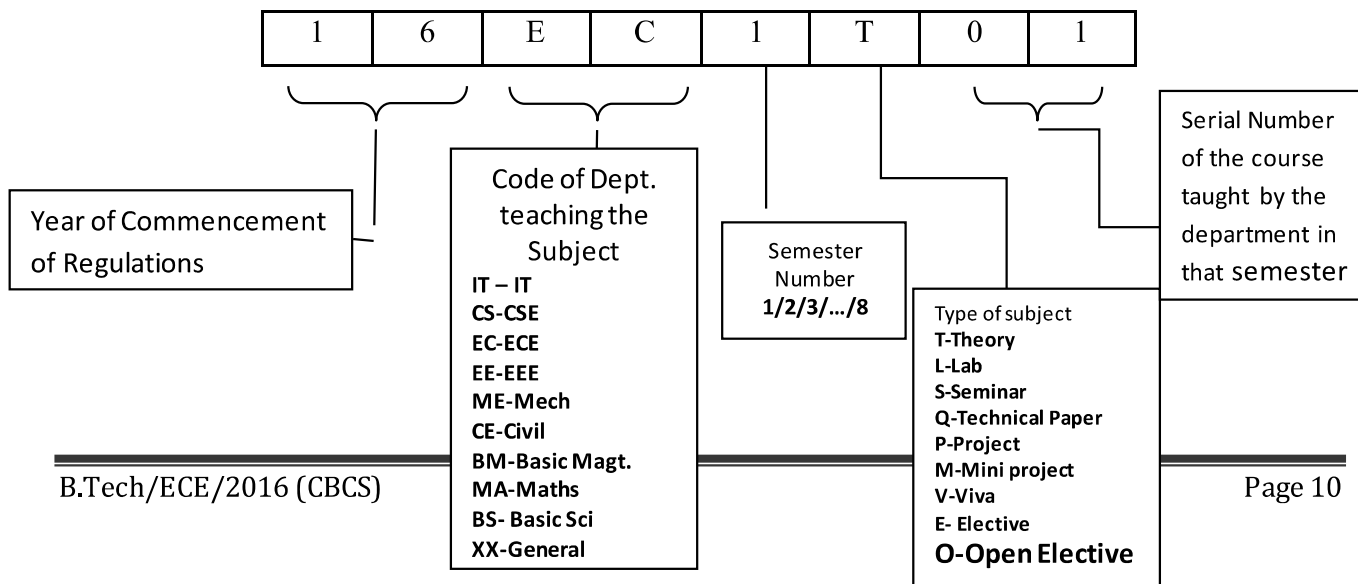 1 6 E C 1 T 0 1
Year of Commencement
of Regulations
Code of Dept.
teaching the
Subject
IT – IT
CS-CSE
EC-ECE
EE-EEE
ME-Mech
CE-Civil
BM-Basic Magt.
MA-Maths
BS- Basic Sci
XX-General
Semester
Number
1/2/3/.../8
Type of subject
T-Theory
L-Lab
S-Seminar
Q-Technical Paper
P-Project
M-Mini project
V-Viva
E- Elective
O-Open Elective
Serial Number
of the course
taught by the
department in
that semester
B.Tech/ECE/2016 (CBCS)
Page 10